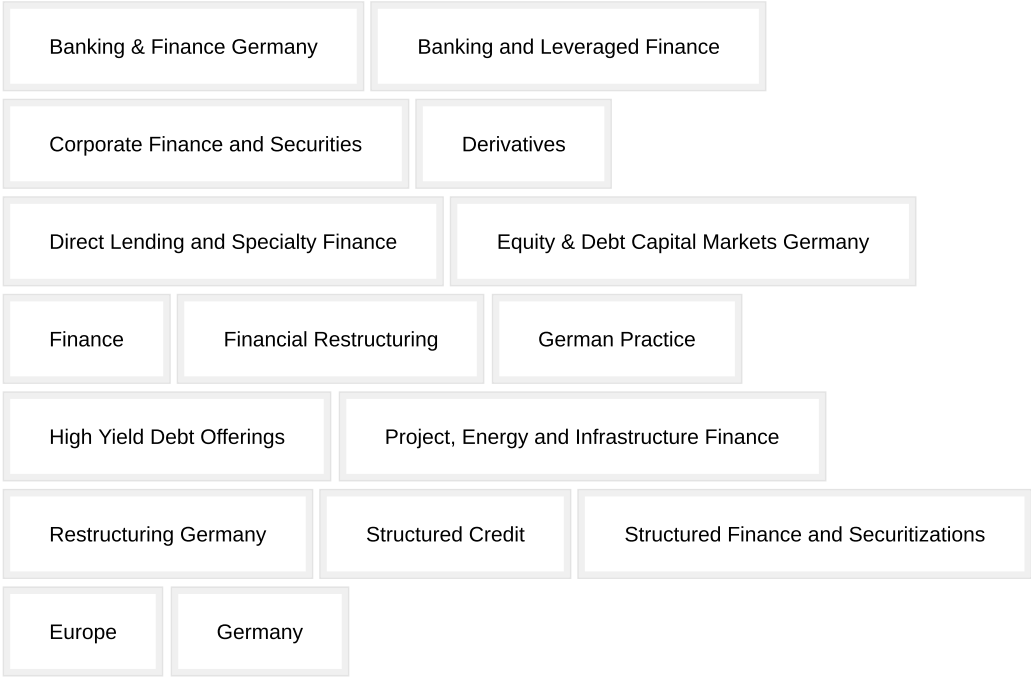 Banking & Finance Germany
Banking and Leveraged Finance
Corporate Finance and Securities
Derivatives
Direct Lending and Specialty Finance
Equity & Debt Capital Markets Germany
Finance
Financial Restructuring
German Practice
High Yield Debt Offerings
Project, Energy and Infrastructure Finance
Restructuring Germany
Structured Credit
Structured Finance and Securitizations
Europe
Germany